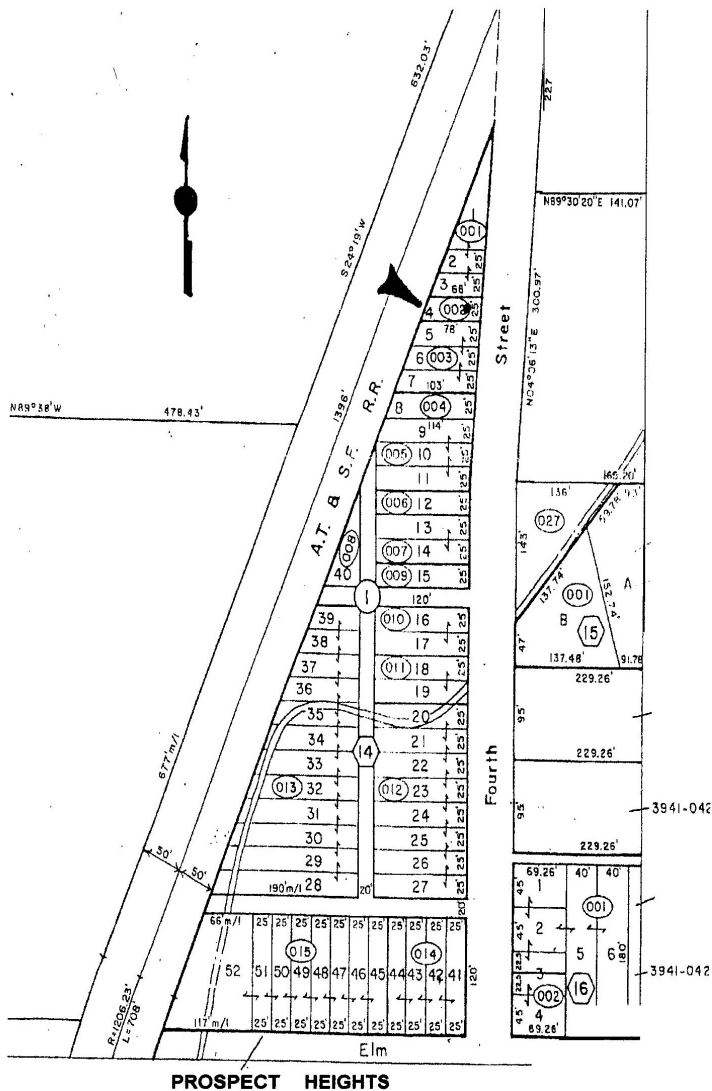 632.03'
227
N89°30'20"E 141.07'
S24°19'W
001
2 25'
3 68' 25'
4 002 25'
5 78' 25'
6 003 25'
7 103' 25'
8 004 25'
9 114' 25'
005 10 25'
11 25'
006 12 25'
13 25'
008 007 14 25'
40 009 15 25'
Street
N04°36'13"E 300.97'
N89°38'W 478.43'
1396'
A.T. & S.F. R.R.
165.20'
136'
027
59.78'
93'
143'
137.74'
152.74'
A
001
B
15
47'
137.48' 91.78
1
120'
39 010 16 25'
38 17 25'
37 011 18 25'
36 19 25'
35 20 25'
34 21 25'
14
33 22 25'
013 32 012 23 25'
31 24 25'
30 25 25'
29 26 25'
28 190'm/l 20' 27 25'
20'
677'm/l
50' 50'
Fourth
229.26'
95'
229.26'
95'
3941-042
229.26'
69.26' 40' 40'
45' 1
001
45' 2 5 6 180'
22.5 3
22.5
16
3941-042
002
45' 4
69.26'
66'm/l 25' 25' 25' 25' 25' 25' 25' 25' 25'
015 014
52 51 50 49 48 47 46 45 44 43 42 41 120'
117'm/l 25' 25' 25' 25' 25' 25' 25' 25' 25' 25' 25'
R=1206.23'
L=708'
Elm
PROSPECT HEIGHTS